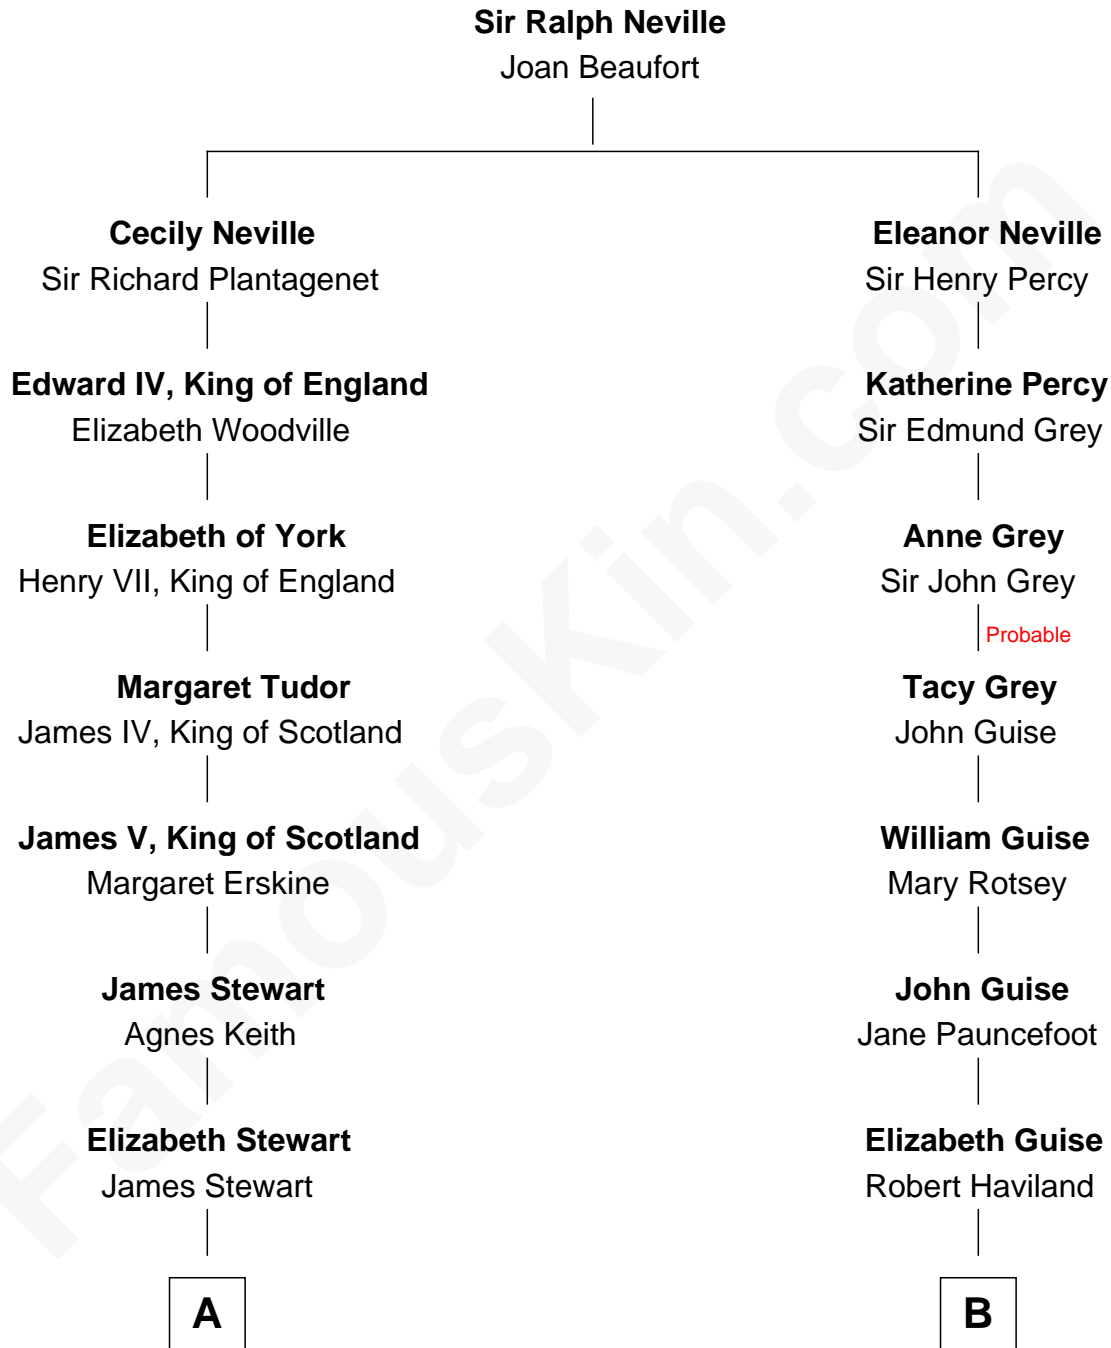 Sir Ralph Neville
Joan Beaufort
Cecily Neville
Sir Richard Plantagenet
Eleanor Neville
Sir Henry Percy
Edward IV, King of England
Elizabeth Woodville
Katherine Percy
Sir Edmund Grey
Elizabeth of York
Henry VII, King of England
Anne Grey
Sir John Grey
Probable
Margaret Tudor
James IV, King of Scotland
Tacy Grey
John Guise
James V, King of Scotland
Margaret Erskine
William Guise
Mary Rotsey
James Stewart
Agnes Keith
John Guise
Jane Pauncefoot
Elizabeth Stewart
James Stewart
Elizabeth Guise
Robert Haviland
A
B
FamousKin.com